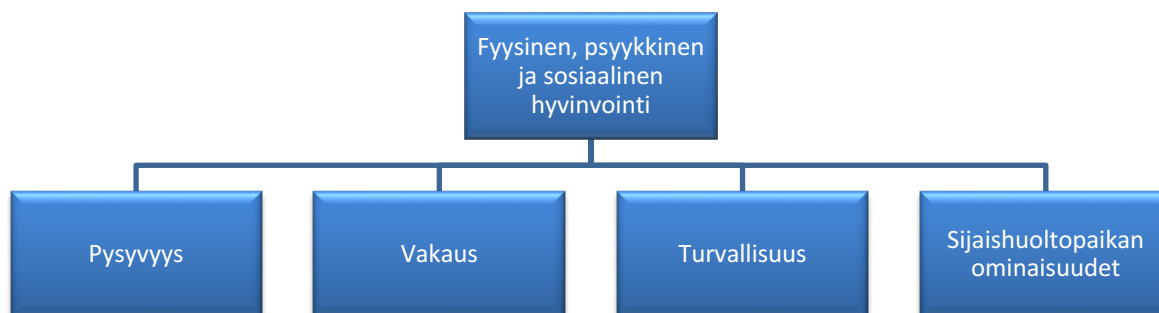 Fyysinen, psyykkinen
ja sosiaalinen
hyvinvointi
Pysyvyys
Vakaus
Turvallisuus
Sijaishuoltopaikan
ominaisuudet